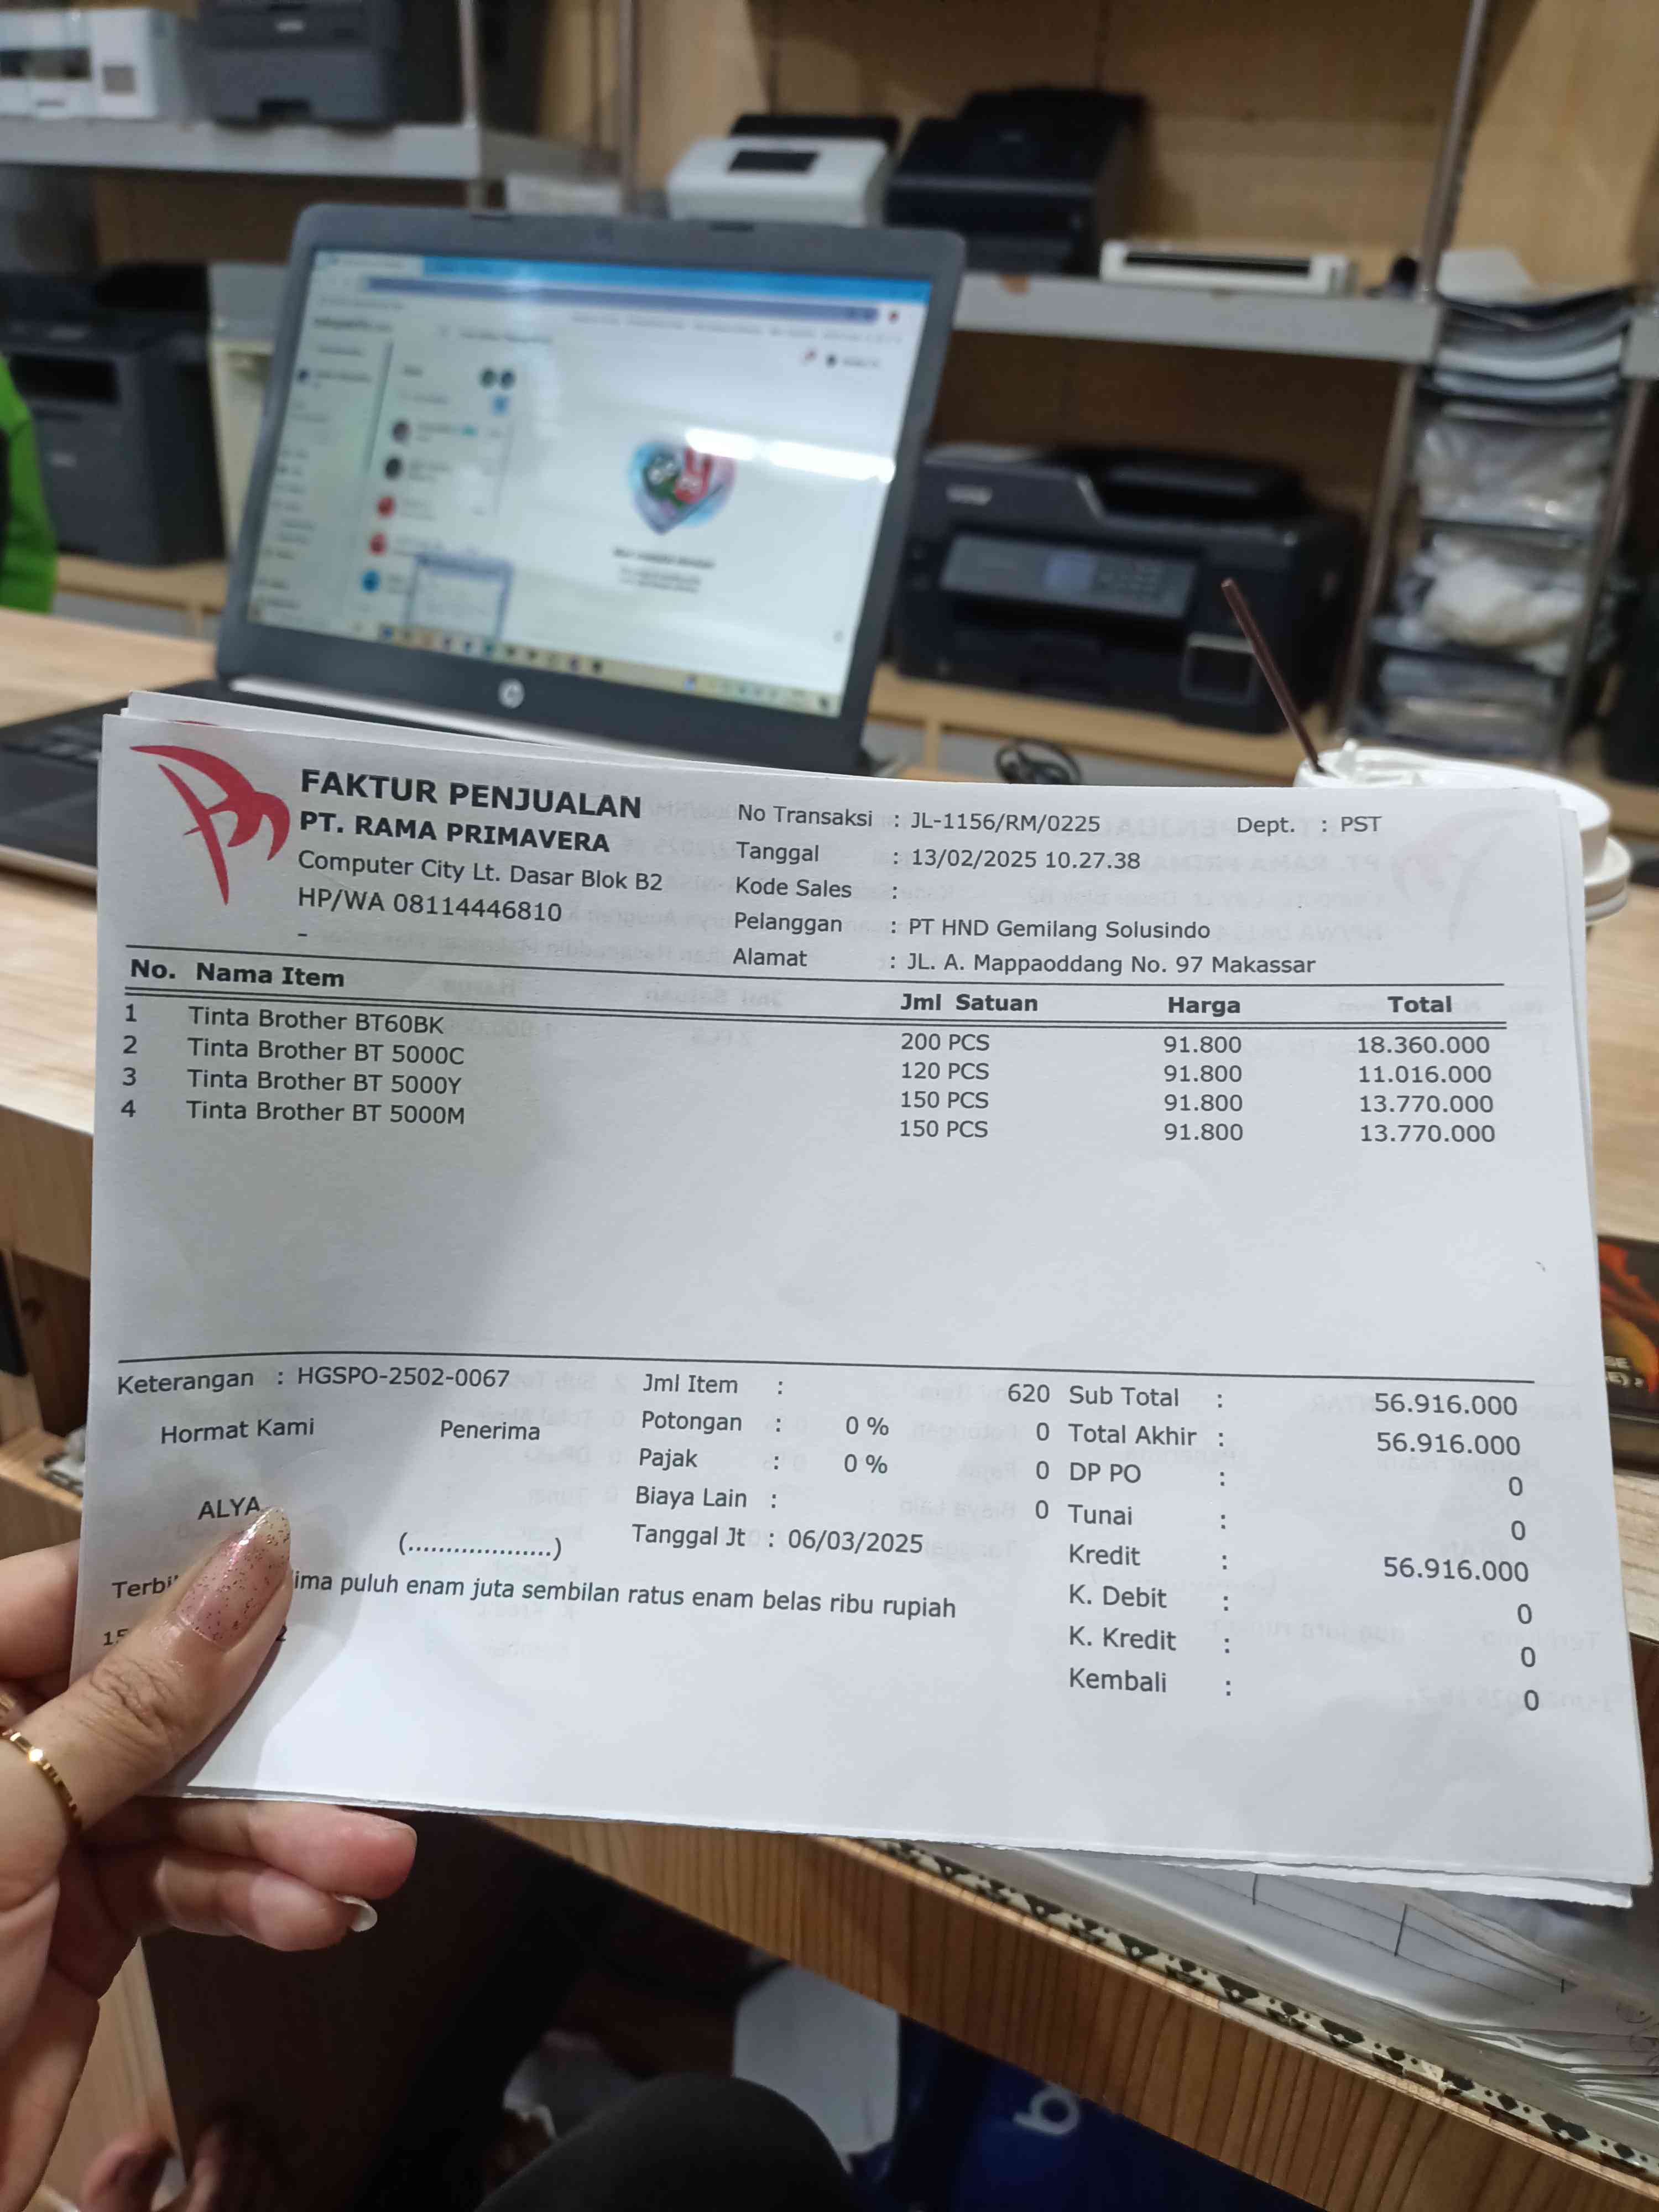 FAKTUR PENJUALAN
PT. RAMA PRIMAVERA
Computer City Lt. Dasar Blok B2
HP/WA 08114446810
-
No Transaksi : JL-1156/RM/0225 Dept. : PST
Tanggal : 13/02/2025 10.27.38
Kode Sales :
Pelanggan : PT HND Gemilang Solusindo
Alamat : JL. A. Mappaoddang No. 97 Makassar
No. Nama Item Jml Satuan Harga Total
1 Tinta Brother BT60BK 200 PCS 91.800 18.360.000
2 Tinta Brother BT 5000C 120 PCS 91.800 11.016.000
3 Tinta Brother BT 5000Y 150 PCS 91.800 13.770.000
4 Tinta Brother BT 5000M 150 PCS 91.800 13.770.000
Keterangan : HGSPO-2502-0067
Hormat Kami Penerima
ALYA
(...................)
Jml Item : 620
Potongan : 0 % 0
Pajak : 0 % 0
Biaya Lain : 0
Tanggal Jt : 06/03/2025
Sub Total : 56.916.000
Total Akhir : 56.916.000
DP PO : 0
Tunai : 0
Kredit : 56.916.000
K. Debit : 0
K. Kredit : 0
Kembali : 0
puluh enam juta sembilan ratus enam belas ribu rupiah